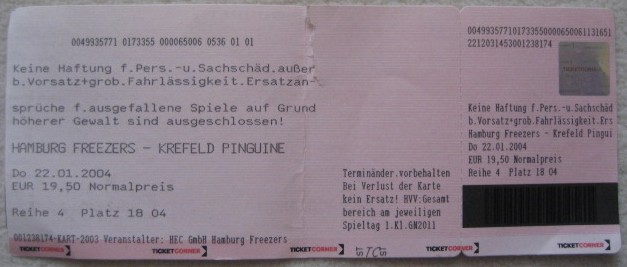 0049935771 0173355 000065006 0536 01 01
Keine Haftung f.Pers.-u.Sachschäd.außer
b.Vorsatz+grob.Fahrlässigkeit.Ersatzan-
sprüche f.ausgefallene Spiele auf Grund
höherer Gewalt sind ausgeschlossen!
HAMBURG FREEZERS - KREFELD PINGUINE
Do 22.01.2004
EUR 19,50 Normalpreis
Reihe 4 Platz 18 O4
001238174-KART-2003 Veranstalter: HEC GmbH Hamburg Freezers
Terminänder.vorbehalten
Bei Verlust der Karte
kein Ersatz! HVV:Gesamt
bereich am jeweiligen
Spieltag 1.Kl.GN2011
TICKETCORNER TICKETCORNER TICKETCORNER TICKETCORNER TICKETCORNER
00499357710173355000065006131651
2212031453001238174
Keine Haftung f.Pers.-u.Sachschäd
b.Vorsatz+grob.Fahrlässigkeit.Ers
Hamburg Freezers - Krefeld Pingui
Do 22.01.2004
EUR 19,50 Normalpreis
Reihe 4 Platz 18 O4